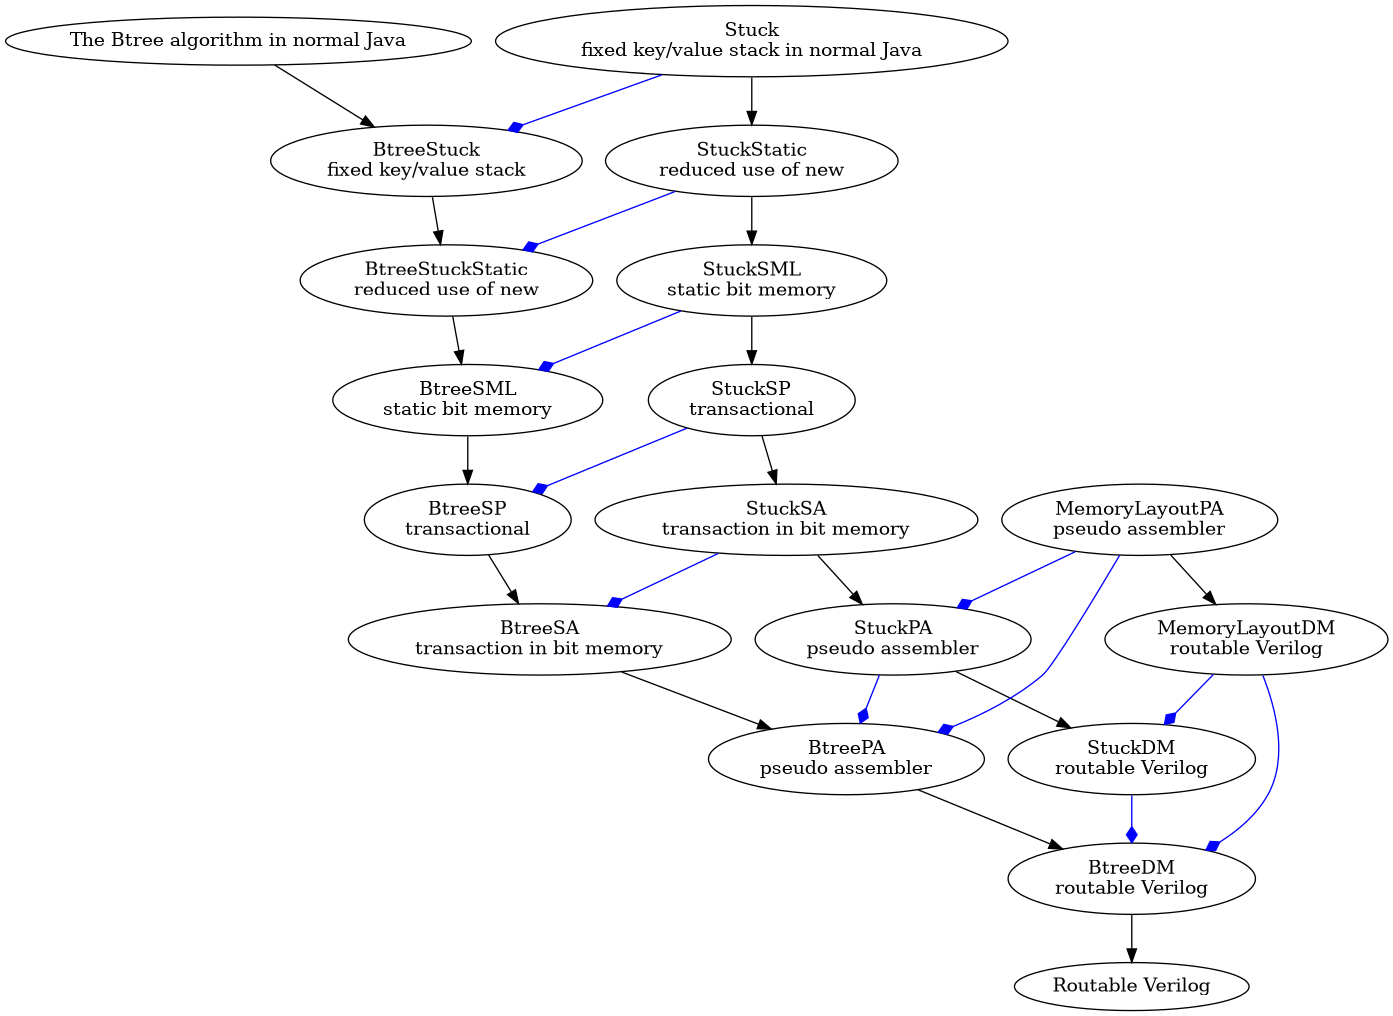 The Btree algorithm in normal Java
Stuck
fixed key/value stack in normal Java
BtreeStuck
fixed key/value stack
StuckStatic
reduced use of new
BtreeStuckStatic
reduced use of new
StuckSML
static bit memory
BtreeSML
static bit memory
StuckSP
transactional
BtreeSP
transactional
StuckSA
transaction in bit memory
MemoryLayoutPA
pseudo assembler
BtreeSA
transaction in bit memory
StuckPA
pseudo assembler
MemoryLayoutDM
routable Verilog
BtreePA
pseudo assembler
StuckDM
routable Verilog
BtreeDM
routable Verilog
Routable Verilog